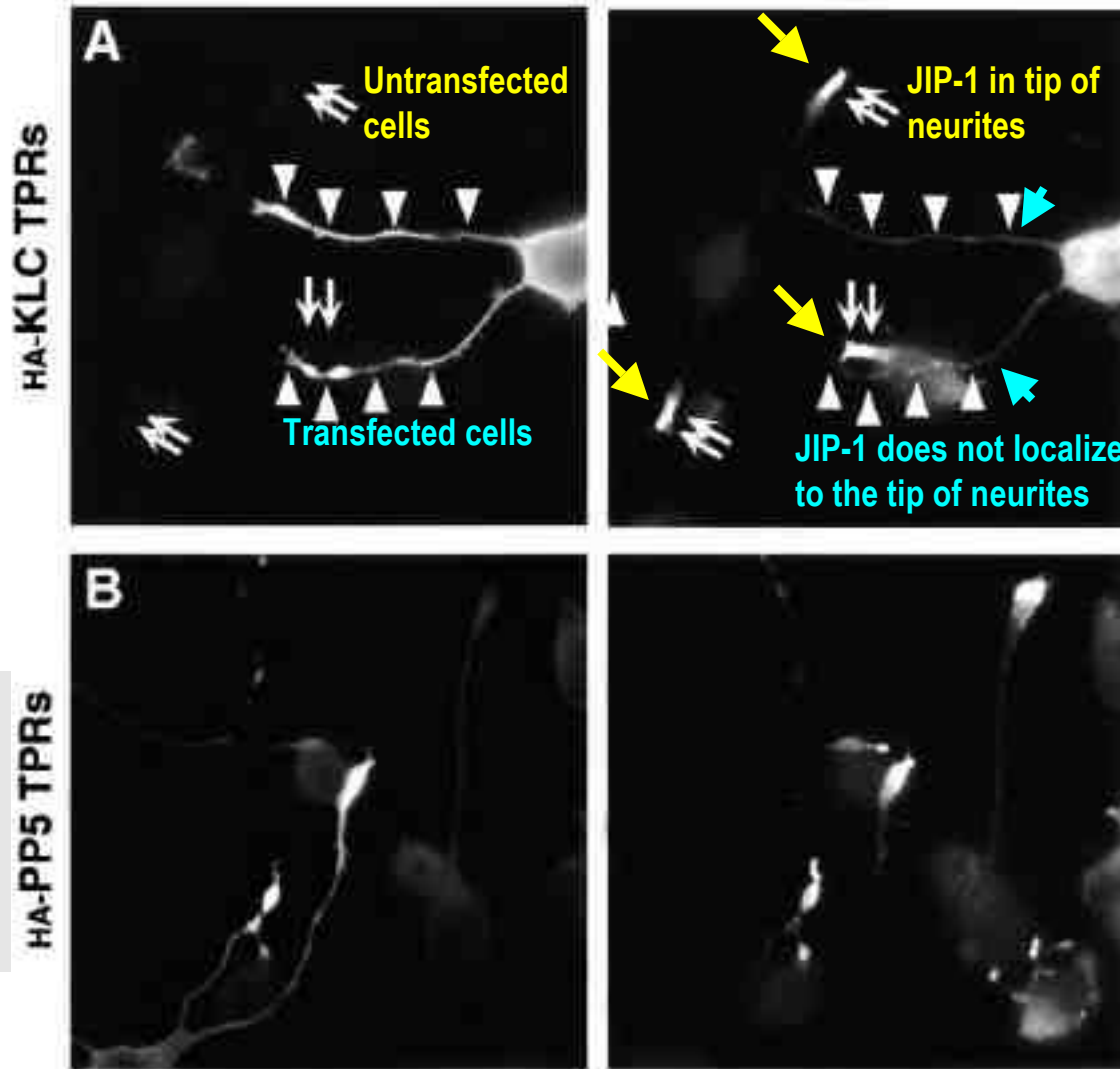 HA-KLC TPRs
A
Untransfected
cells
Transfected cells
JIP-1 in tip of
neurites
JIP-1 does not localize
to the tip of neurites
HA-PP5 TPRs
B